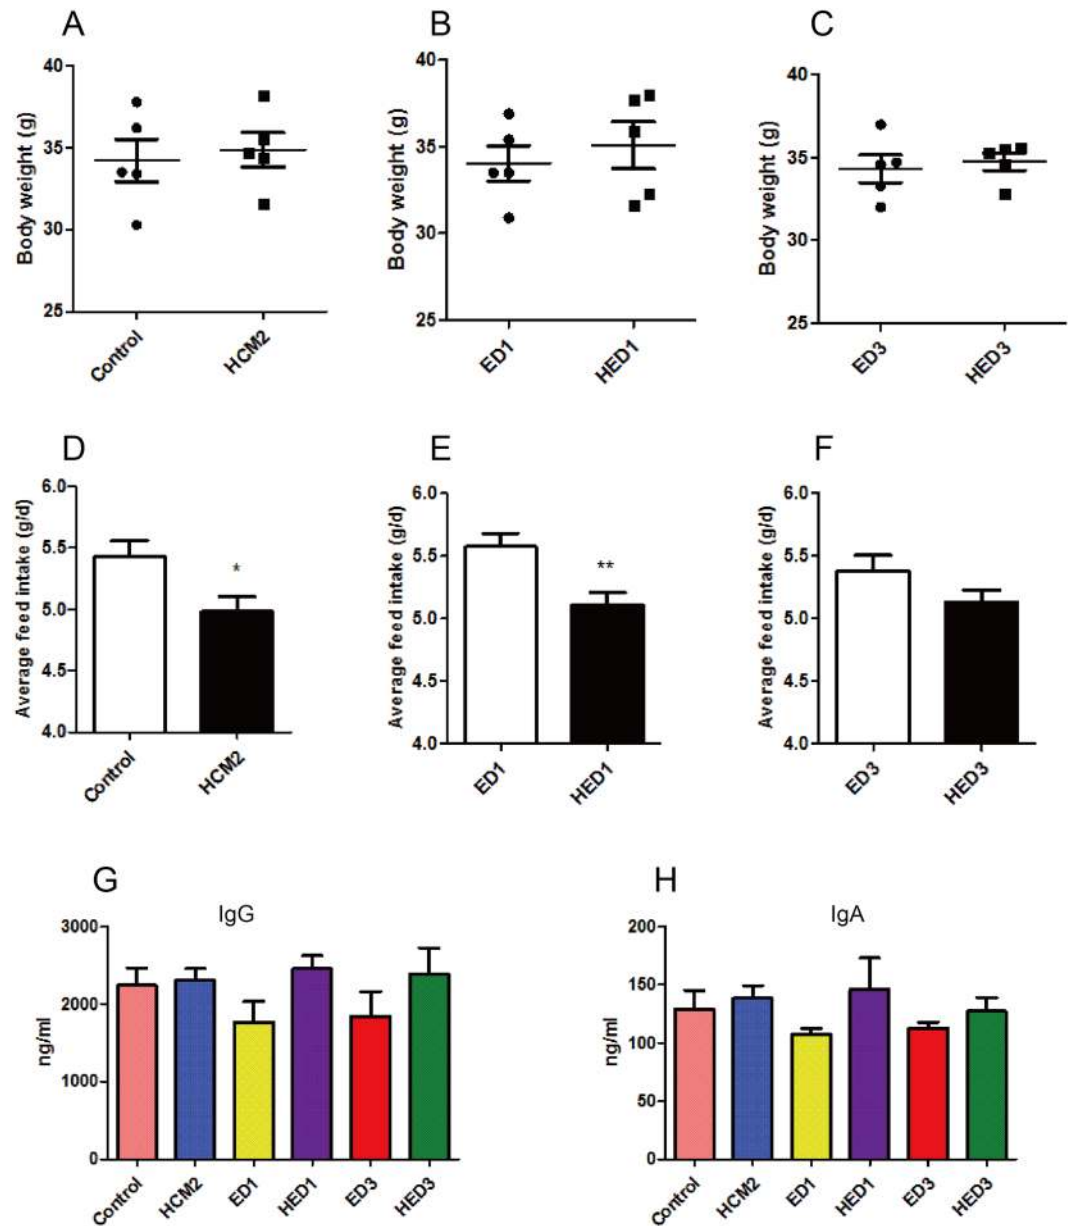 A
B
C
Body weight (g)
40
35
30
25
Control
HCM2
Body weight (g)
40
35
30
25
ED1
HED1
Body weight (g)
40
35
30
25
ED3
HED3
D
E
F
Average feed intake (g/d)
6.0
5.5
5.0
4.5
4.0
*
Control
HCM2
Average feed intake (g/d)
6.0
5.5
5.0
4.5
4.0
**
ED1
HED1
Average feed intake (g/d)
6.0
5.5
5.0
4.5
4.0
ED3
HED3
G
IgG
ng/ml
3000
2000
1000
0
Control
HCM2
ED1
HED1
ED3
HED3
H
IgA
ng/ml
200
150
100
50
0
Control
HCM2
ED1
HED1
ED3
HED3